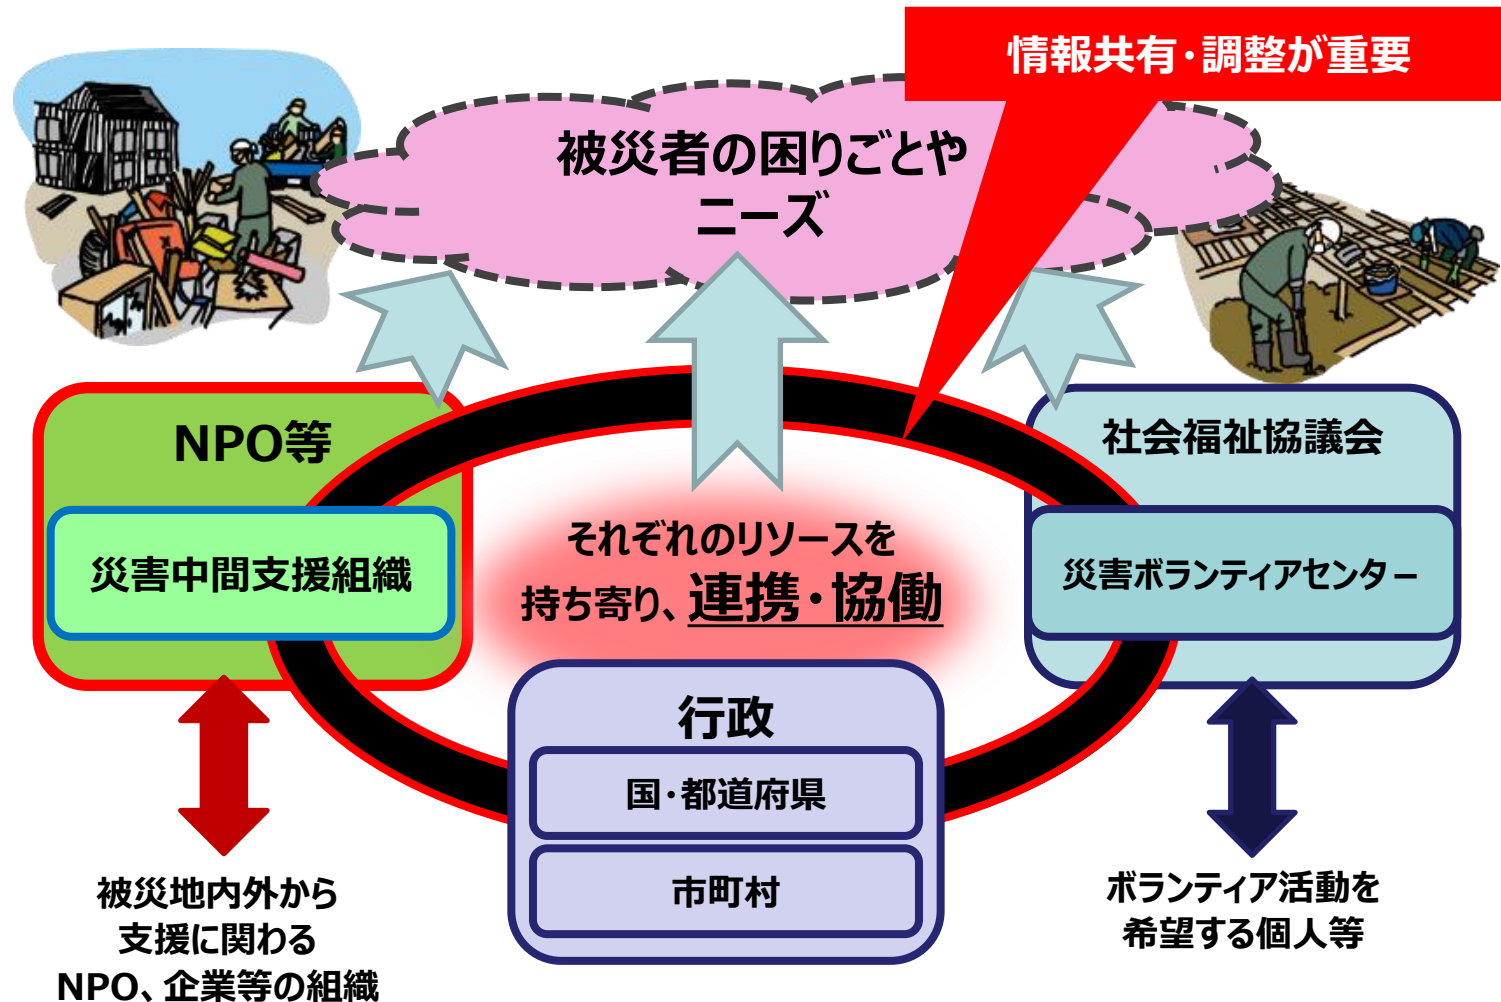 情報共有・調整が重要
被災者の困りごとや
ニーズ
NPO等
災害中間支援組織
社会福祉協議会
災害ボランティアセンター
それぞれのリソースを
持ち寄り、連携・協働
行政
国・都道府県
市町村
被災地内外から
支援に関わる
NPO、企業等の組織
ボランティア活動を
希望する個人等